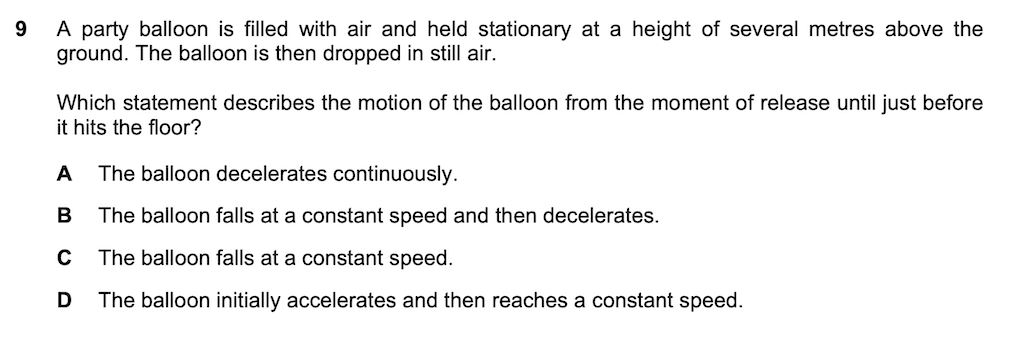 9 A party balloon is filled with air and held stationary at a height of several metres above the
ground. The balloon is then dropped in still air.
Which statement describes the motion of the balloon from the moment of release until just before
it hits the floor?
A The balloon decelerates continuously.
B The balloon falls at a constant speed and then decelerates.
C The balloon falls at a constant speed.
D The balloon initially accelerates and then reaches a constant speed.